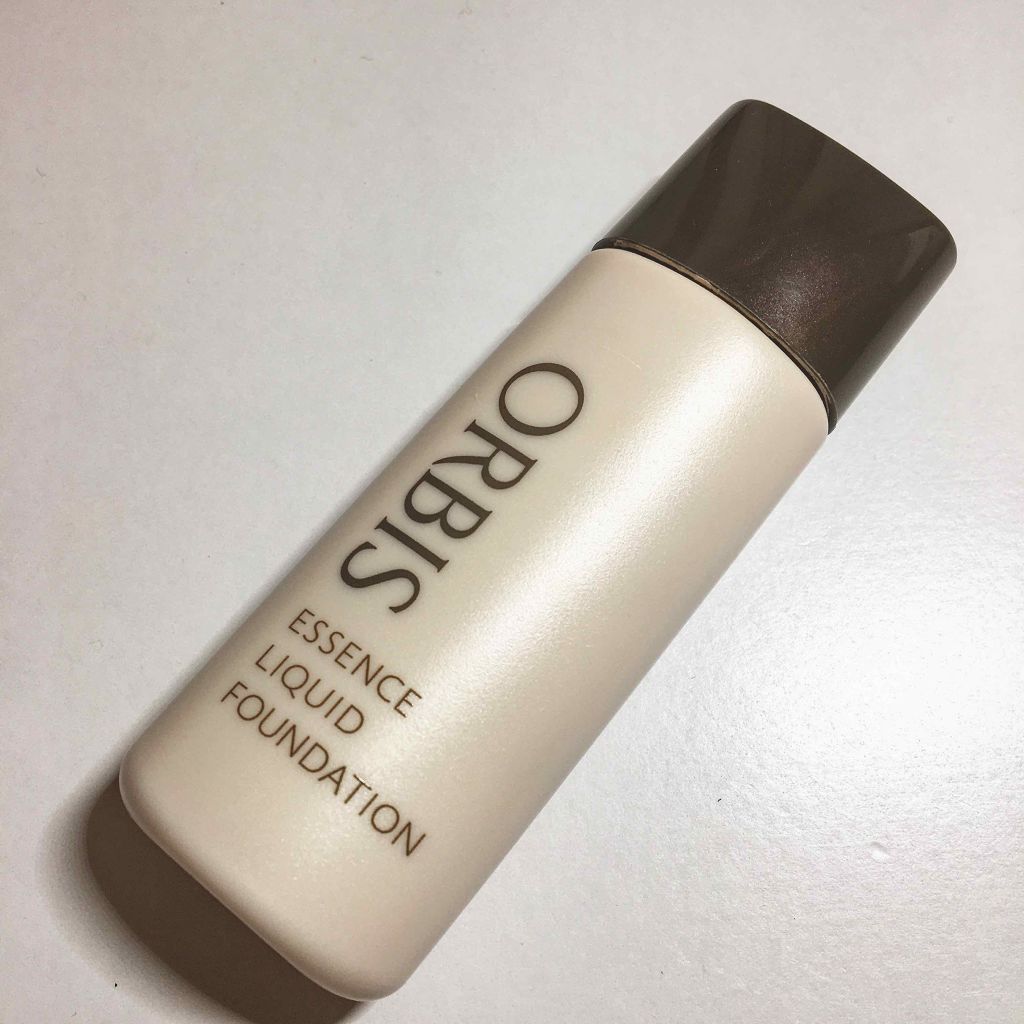 ORBIS
ESSENCE
LIQUID
FOUNDATION